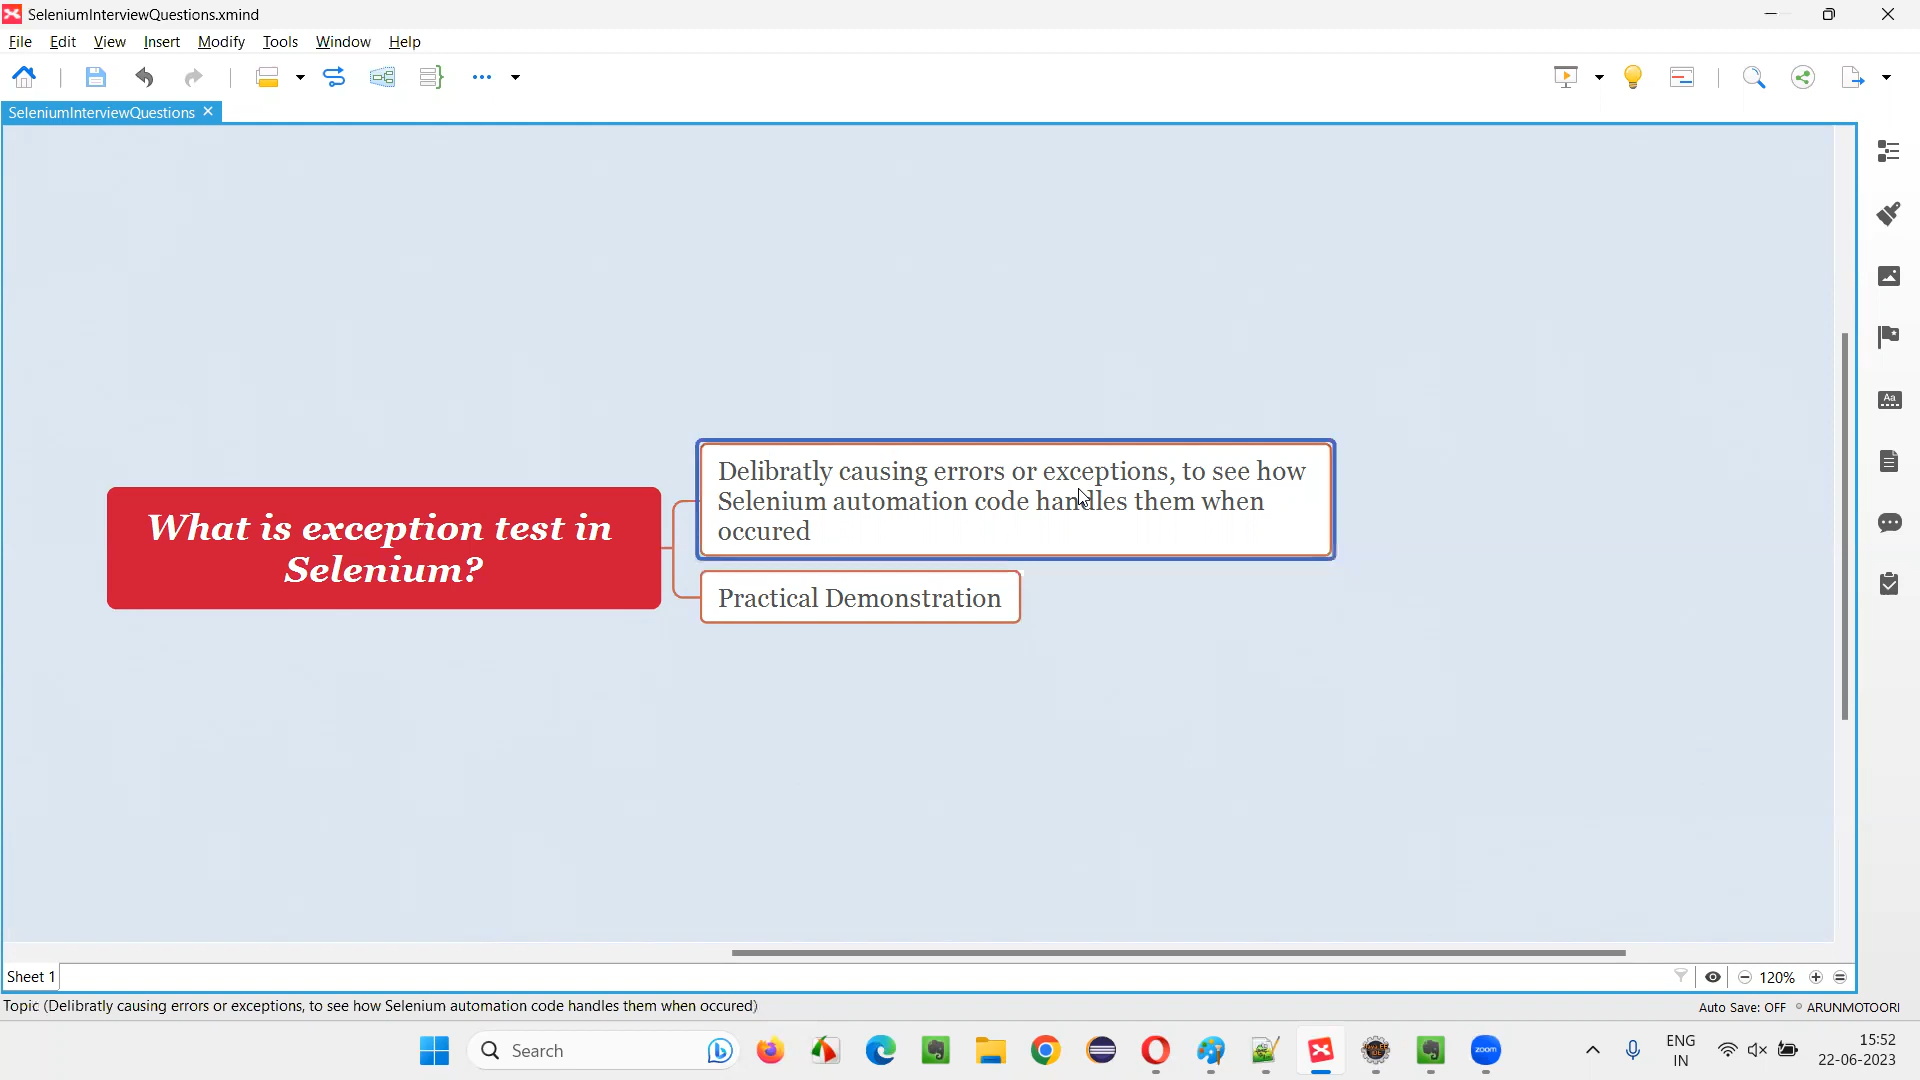 SeleniumInterviewQuestions.xmind
File Edit View Insert Modify Tools Window Help
SeleniumInterviewQuestions
What is exception test in
Selenium?
Delibratly causing errors or exceptions, to see how
Selenium automation code handles them when
occured
Practical Demonstration
Aa
Sheet 1
120%
Topic (Delibratly causing errors or exceptions, to see how Selenium automation code handles them when occured)
Auto Save: OFF ARUNMOTOORI
Search
zoom
ENG
IN
15:52
22-06-2023